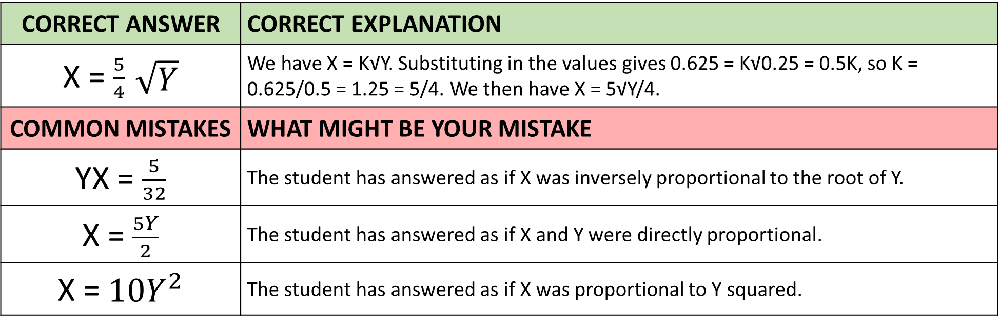 CORRECT ANSWER
CORRECT EXPLANATION
X = 5/4 √Y
We have X = K√Y. Substituting in the values gives 0.625 = K√0.25 = 0.5K, so K =
0.625/0.5 = 1.25 = 5/4. We then have X = 5√Y/4.
COMMON MISTAKES
WHAT MIGHT BE YOUR MISTAKE
YX = 5/32
The student has answered as if X was inversely proportional to the root of Y.
X = 5Y/2
The student has answered as if X and Y were directly proportional.
X = 10Y²
The student has answered as if X was proportional to Y squared.